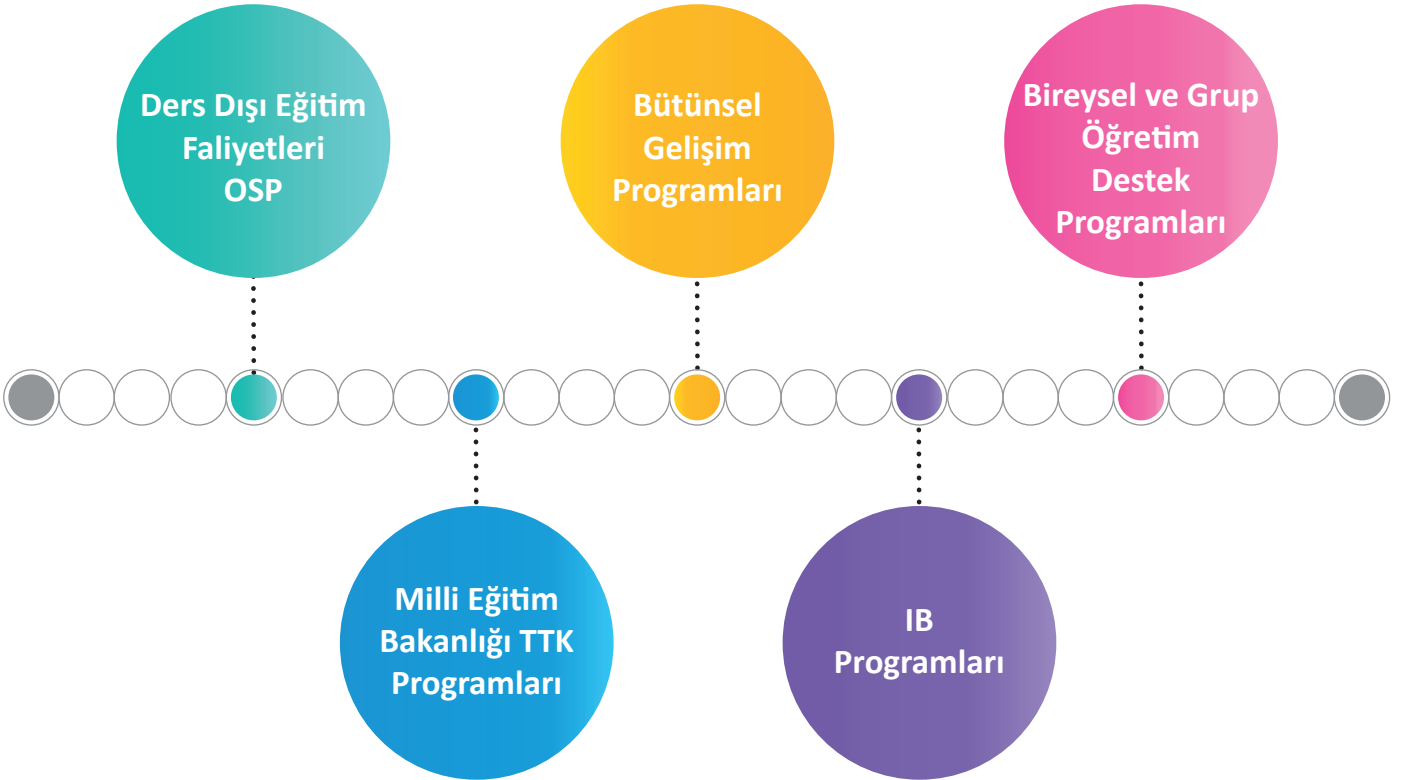 Ders Dışı Eğitim
Faliyetleri
OSP
Bütünsel
Gelişim
Programları
Bireysel ve Grup
Öğretim
Destek
Programları
Milli Eğitim
Bakanlığı TTK
Programları
IB
Programları